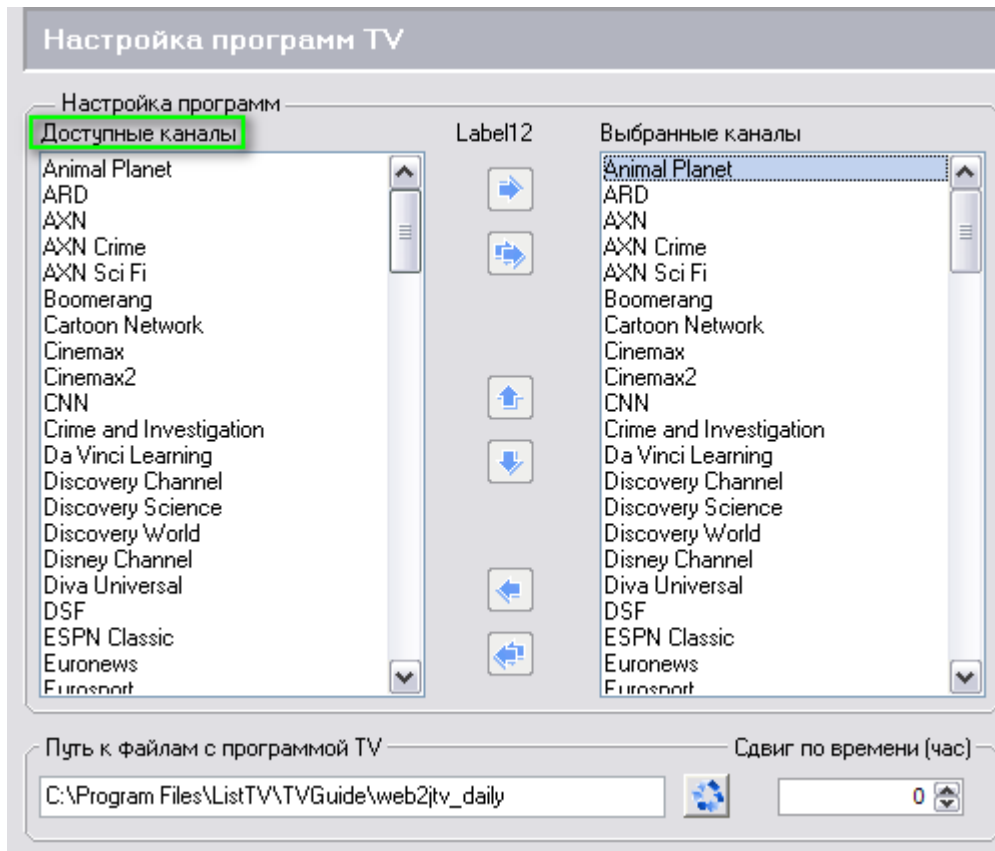 Настройка программ TV
Настройка программ
Доступные каналы
Label12
Выбранные каналы
Animal Planet
ARD
AXN
AXN Crime
AXN Sci Fi
Boomerang
Cartoon Network
Cinemax
Cinemax2
CNN
Crime and Investigation
Da Vinci Learning
Discovery Channel
Discovery Science
Discovery World
Disney Channel
Diva Universal
DSF
ESPN Classic
Euronews
Eurosport
Animal Planet
ARD
AXN
AXN Crime
AXN Sci Fi
Boomerang
Cartoon Network
Cinemax
Cinemax2
CNN
Crime and Investigation
Da Vinci Learning
Discovery Channel
Discovery Science
Discovery World
Disney Channel
Diva Universal
DSF
ESPN Classic
Euronews
Eurosport
Путь к файлам с программой TV
Сдвиг по времени (час)
C:\Program Files\ListTV\TVGuide\web2jtv_daily
0